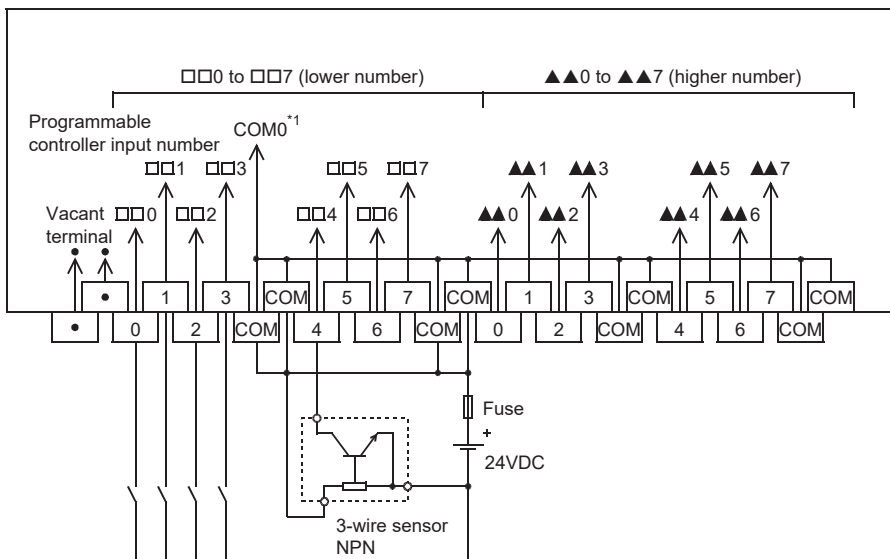 □□0 to □□7 (lower number)
▲▲0 to ▲▲7 (higher number)
Programmable
controller input number
COM0*1
□□1
□□3
□□5
□□7
▲▲1
▲▲3
▲▲5
▲▲7
Vacant
terminal
□□0
□□2
□□4
□□6
▲▲0
▲▲2
▲▲4
▲▲6
• 1 3 COM 5 7 COM 1 3 COM 5 7 COM
• 0 2 COM 4 6 COM 0 2 COM 4 6 COM
Fuse
+
24VDC
3-wire sensor
NPN